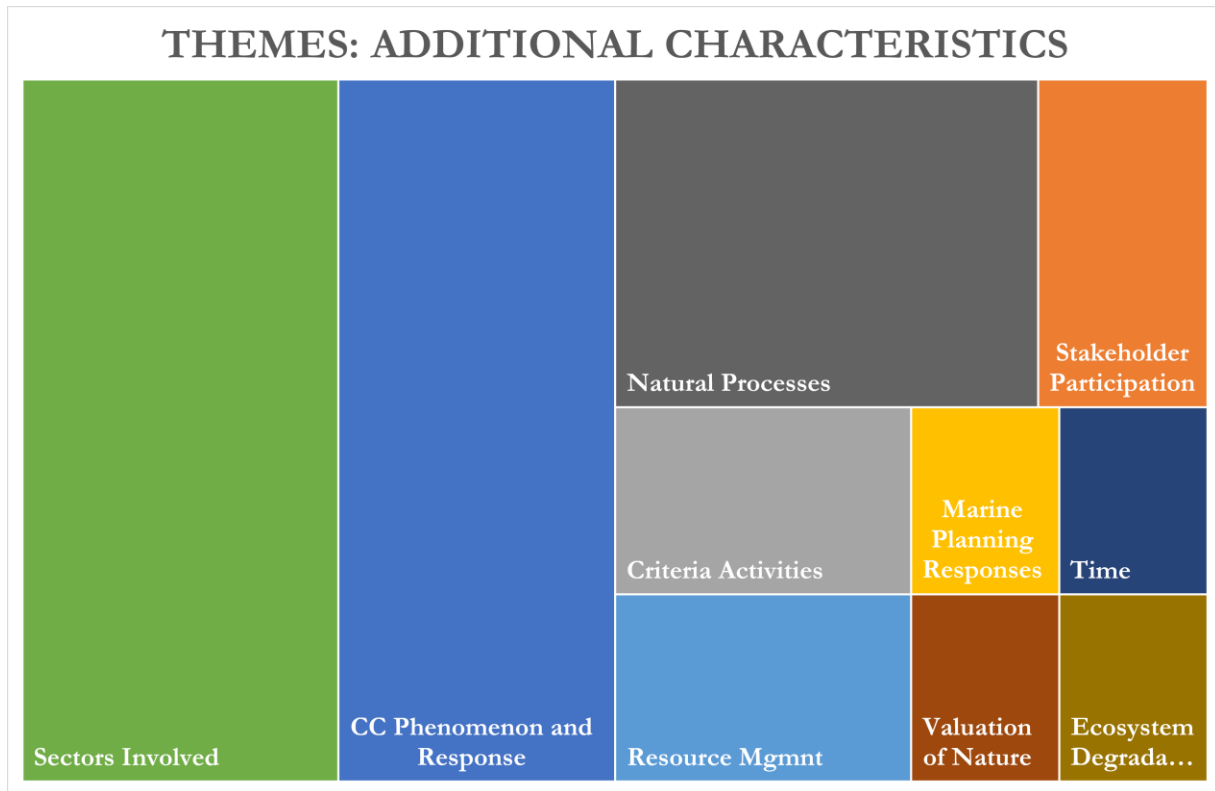 THEMES: ADDITIONAL CHARACTERISTICS
Sectors Involved
CC Phenomenon and
Response
Natural Processes
Stakeholder
Participation
Criteria Activities
Marine
Planning
Responses
Time
Resource Mgmnt
Valuation
of Nature
Ecosystem
Degrada...